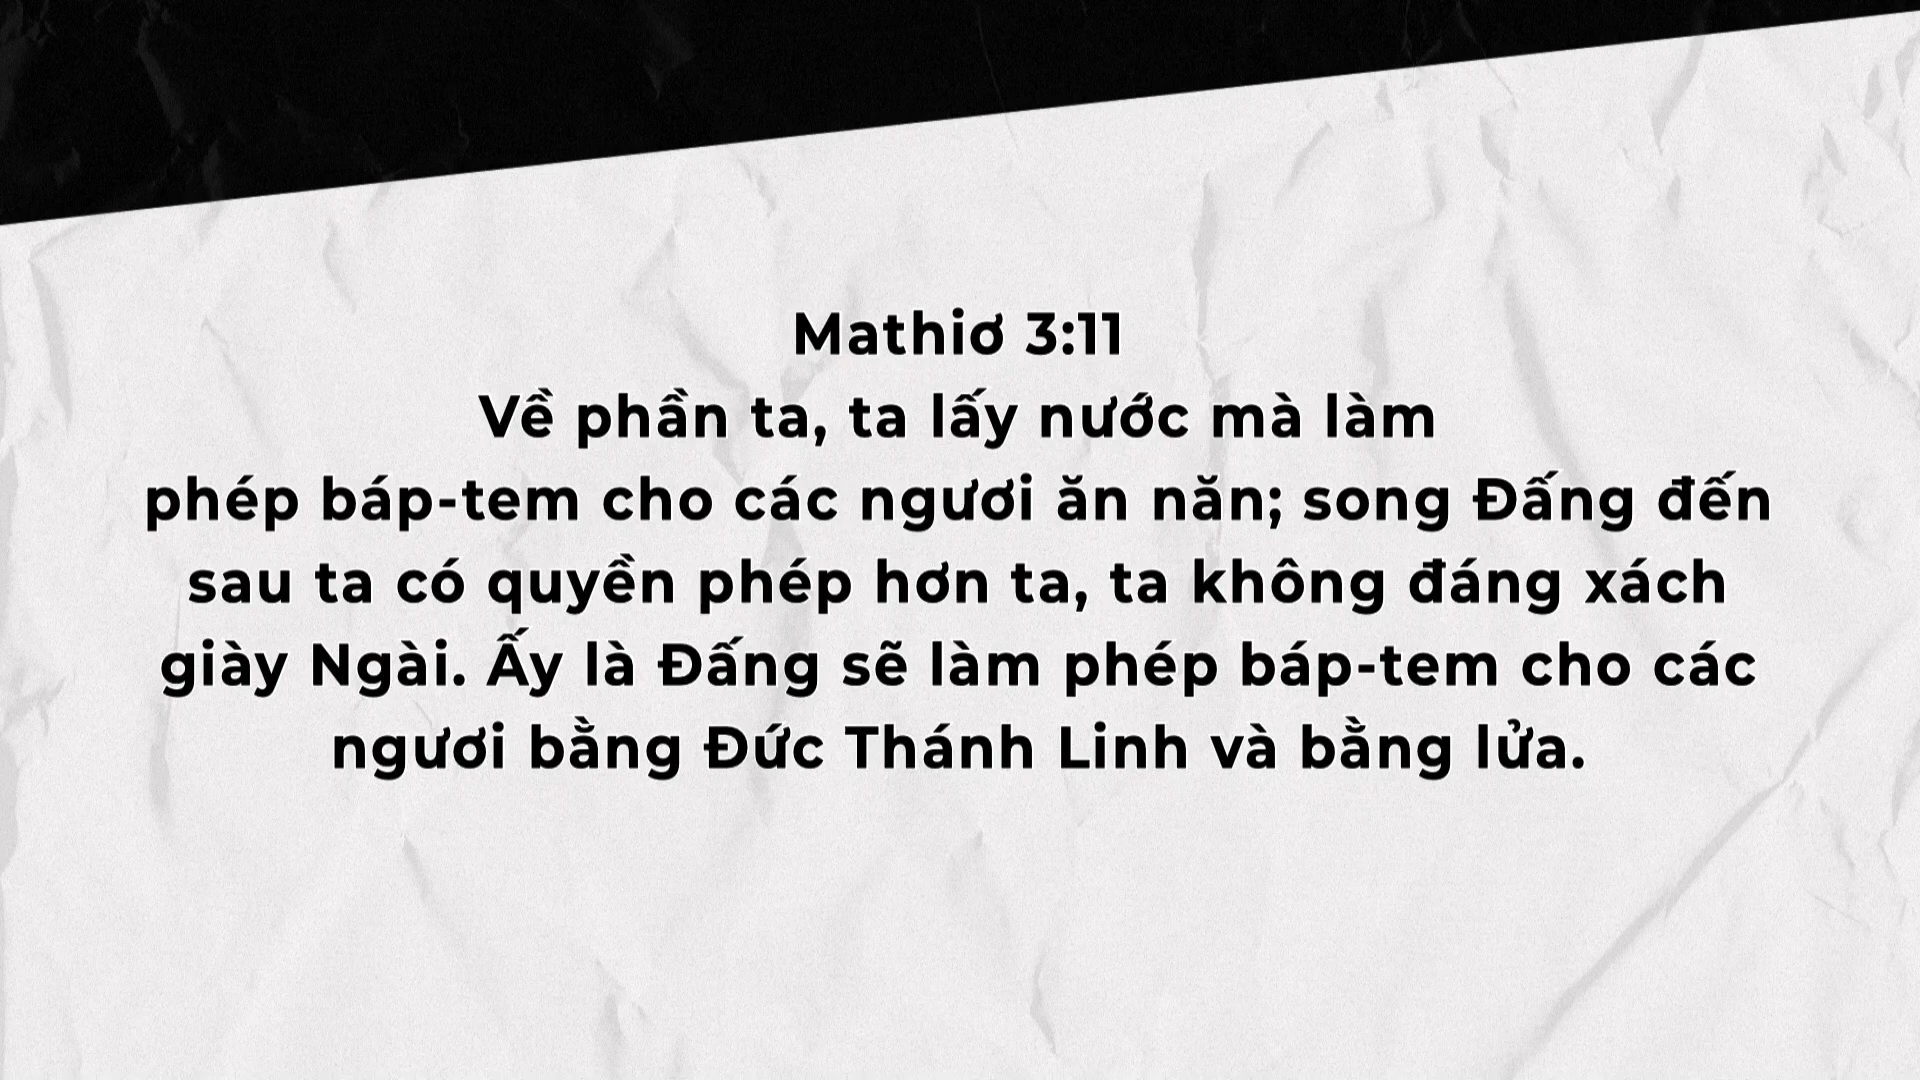 Mathiơ 3:11
Về phần ta, ta lấy nước mà làm
phép báp-tem cho các ngươi ăn năn; song Đấng đến
sau ta có quyền phép hơn ta, ta không đáng xách
giày Ngài. Ấy là Đấng sẽ làm phép báp-tem cho các
ngươi bằng Đức Thánh Linh và bằng lửa.